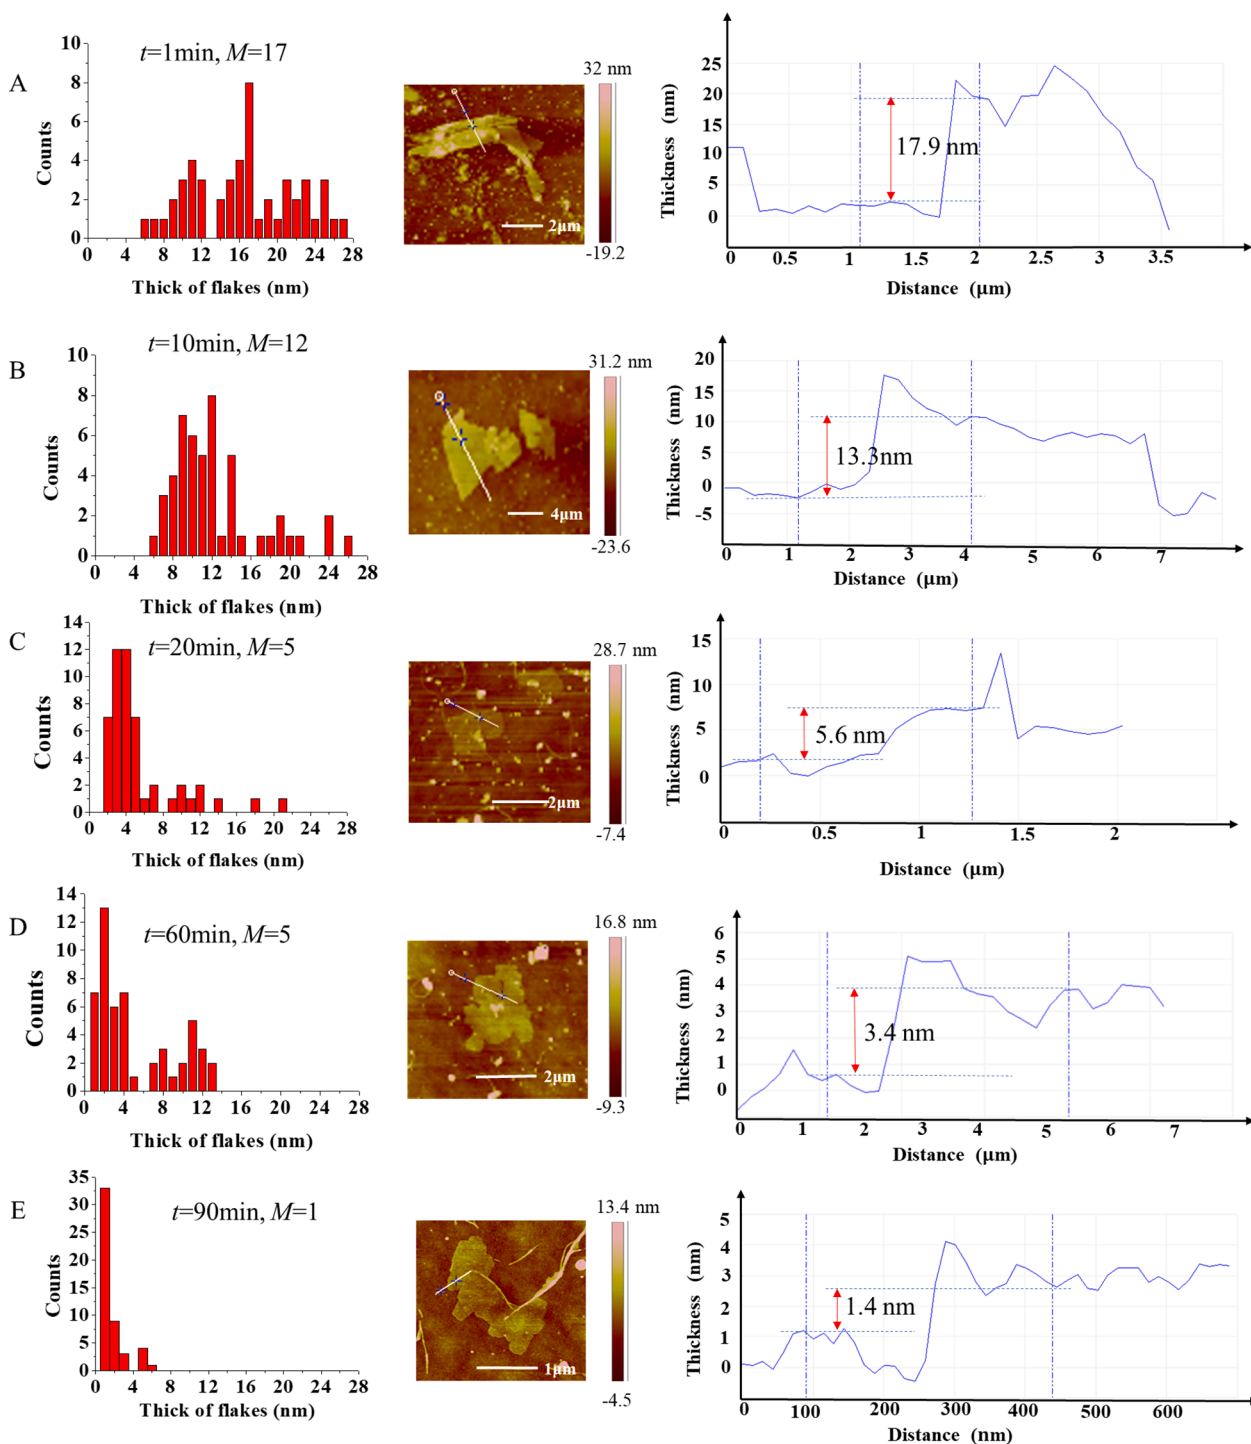 A
t=1min, M=17
10
8
6
4
2
0
Counts
0 4 8 12 16 20 24 28
Thick of flakes (nm)
32 nm
2μm
-19.2
25
20
15
10
5
0
Thickness (nm)
17.9 nm
0 0.5 1 1.5 2 2.5 3 3.5
Distance (μm)
B
t=10min, M=12
10
8
6
4
2
0
Counts
0 4 8 12 16 20 24 28
Thick of flakes (nm)
31.2 nm
4μm
-23.6
20
15
10
5
0
-5
Thickness (nm)
13.3nm
0 1 2 3 4 5 6 7
Distance (μm)
C
t=20min, M=5
14
12
10
8
6
4
2
0
Counts
0 4 8 12 16 20 24 28
Thick of flakes (nm)
28.7 nm
2μm
-7.4
15
10
5
0
Thickness (nm)
5.6 nm
0 0.5 1 1.5 2
Distance (μm)
D
t=60min, M=5
14
12
10
8
6
4
2
0
Counts
0 4 8 12 16 20 24 28
Thick of flakes (nm)
16.8 nm
2μm
-9.3
6
5
4
3
2
1
0
Thickness (nm)
3.4 nm
0 1 2 3 4 5 6 7
Distance (μm)
E
t=90min, M=1
35
30
25
20
15
10
5
0
Counts
0 4 8 12 16 20 24 28
Thick of flakes (nm)
13.4 nm
1μm
-4.5
5
4
3
2
1
0
Thickness (nm)
1.4 nm
0 100 200 300 400 500 600
Distance (nm)